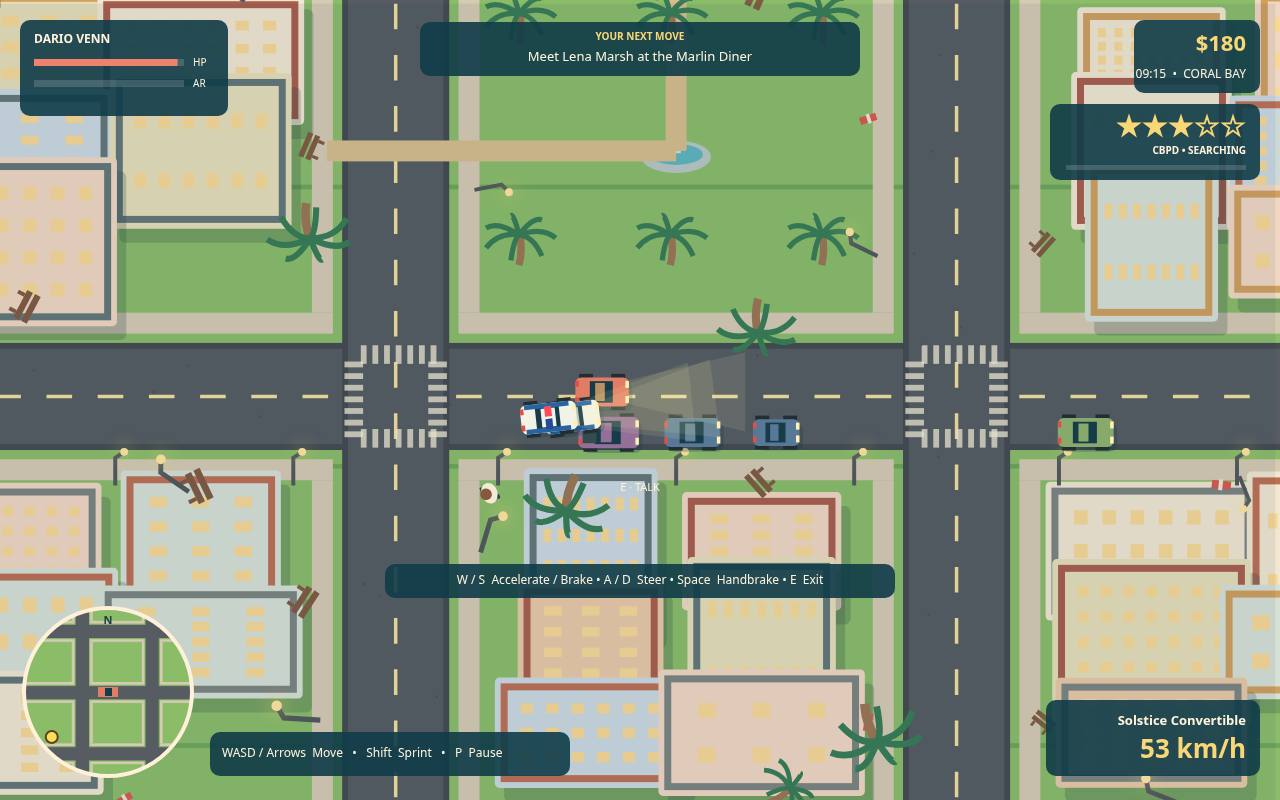 DARIO VENN
HP
AR
YOUR NEXT MOVE
Meet Lena Marsh at the Marlin Diner
$180
09:15 • CORAL BAY
★★★☆☆
CBPD • SEARCHING
E · TALK
W / S Accelerate / Brake • A / D Steer • Space Handbrake • E Exit
N
WASD / Arrows Move • Shift Sprint • P Pause
Solstice Convertible
53 km/h